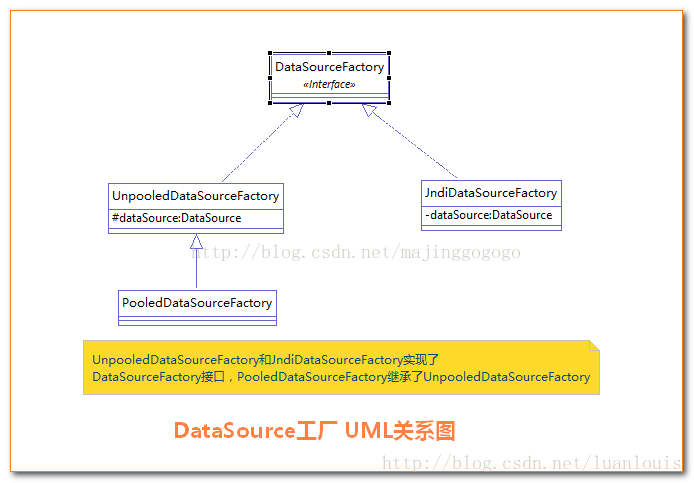 DataSourceFactory
«Interface»
UnpooledDataSourceFactory
#dataSource:DataSource
JndiDataSourceFactory
-dataSource:DataSource
http://blog.csdn.net/majinggogogo
PooledDataSourceFactory
UnpooledDataSourceFactory和JndiDataSourceFactory实现了
DataSourceFactory接口，PooledDataSourceFactory继承了UnpooledDataSourceFactory
DataSource工厂 UML关系图
http://blog.csdn.net/luanlouis